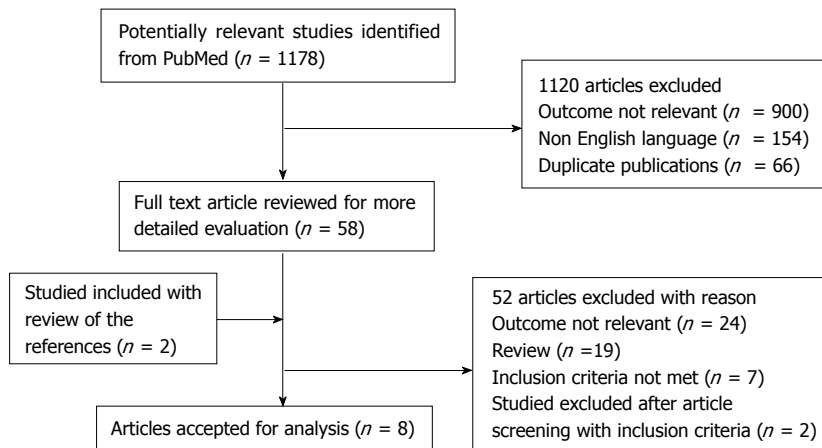 Potentially relevant studies identified
from PubMed (n = 1178)
1120 articles excluded
Outcome not relevant (n = 900)
Non English language (n = 154)
Duplicate publications (n = 66)
Full text article reviewed for more
detailed evaluation (n = 58)
Studied included with
review of the
references (n = 2)
52 articles excluded with reason
Outcome not relevant (n = 24)
Review (n =19)
Inclusion criteria not met (n = 7)
Studied excluded after article
screening with inclusion criteria (n = 2)
Articles accepted for analysis (n = 8)